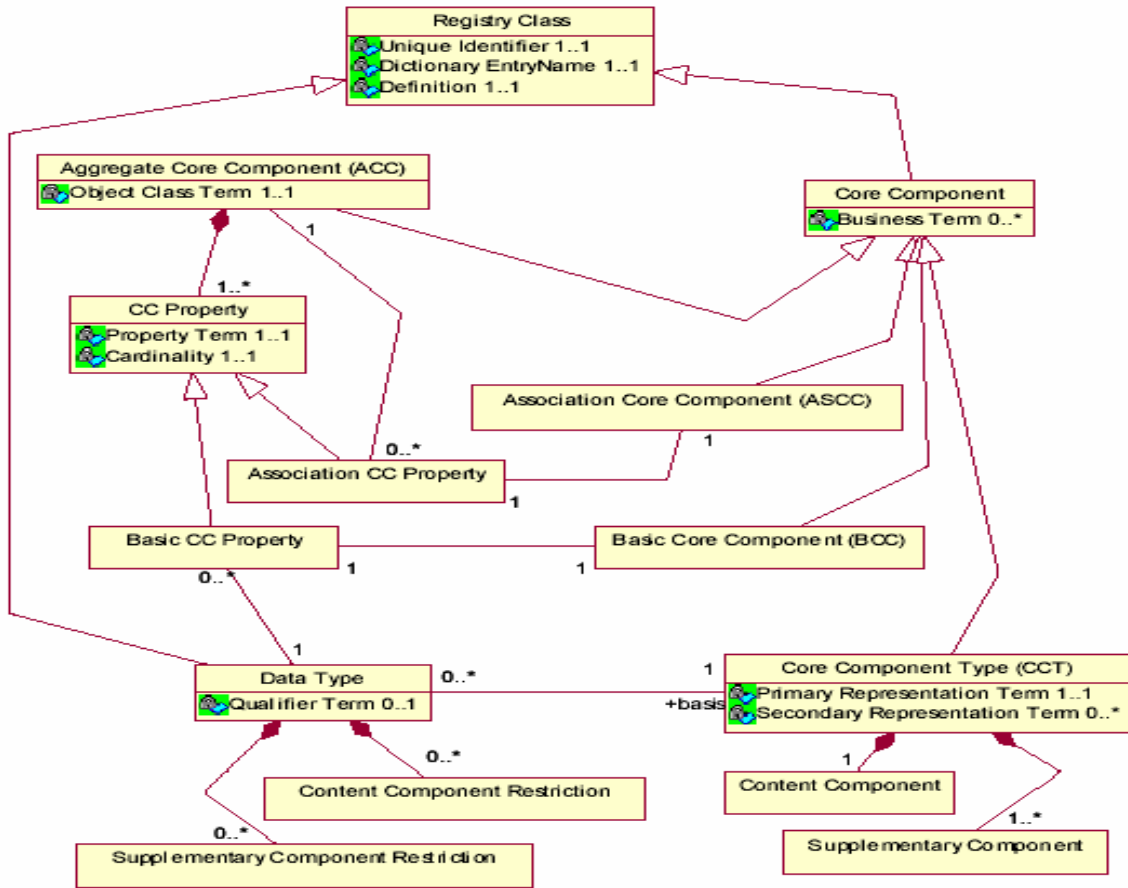 Registry Class
Unique Identifier 1..1
Dictionary EntryName 1..1
Definition 1..1
Aggregate Core Component (ACC)
Object Class Term 1..1
Core Component
Business Term 0..*
1
1..*
CC Property
Property Term 1..1
Cardinality 1..1
Association Core Component (ASCC)
1
0..*
Association CC Property
1
Basic CC Property
1
1
Basic Core Component (BCC)
0..*
1
Data Type
Qualifier Term 0..1
0..*
1
+basis
Core Component Type (CCT)
Primary Representation Term 1..1
Secondary Representation Term 0..*
0..*
Content Component Restriction
1
Content Component
0..*
Supplementary Component Restriction
1..*
Supplementary Component